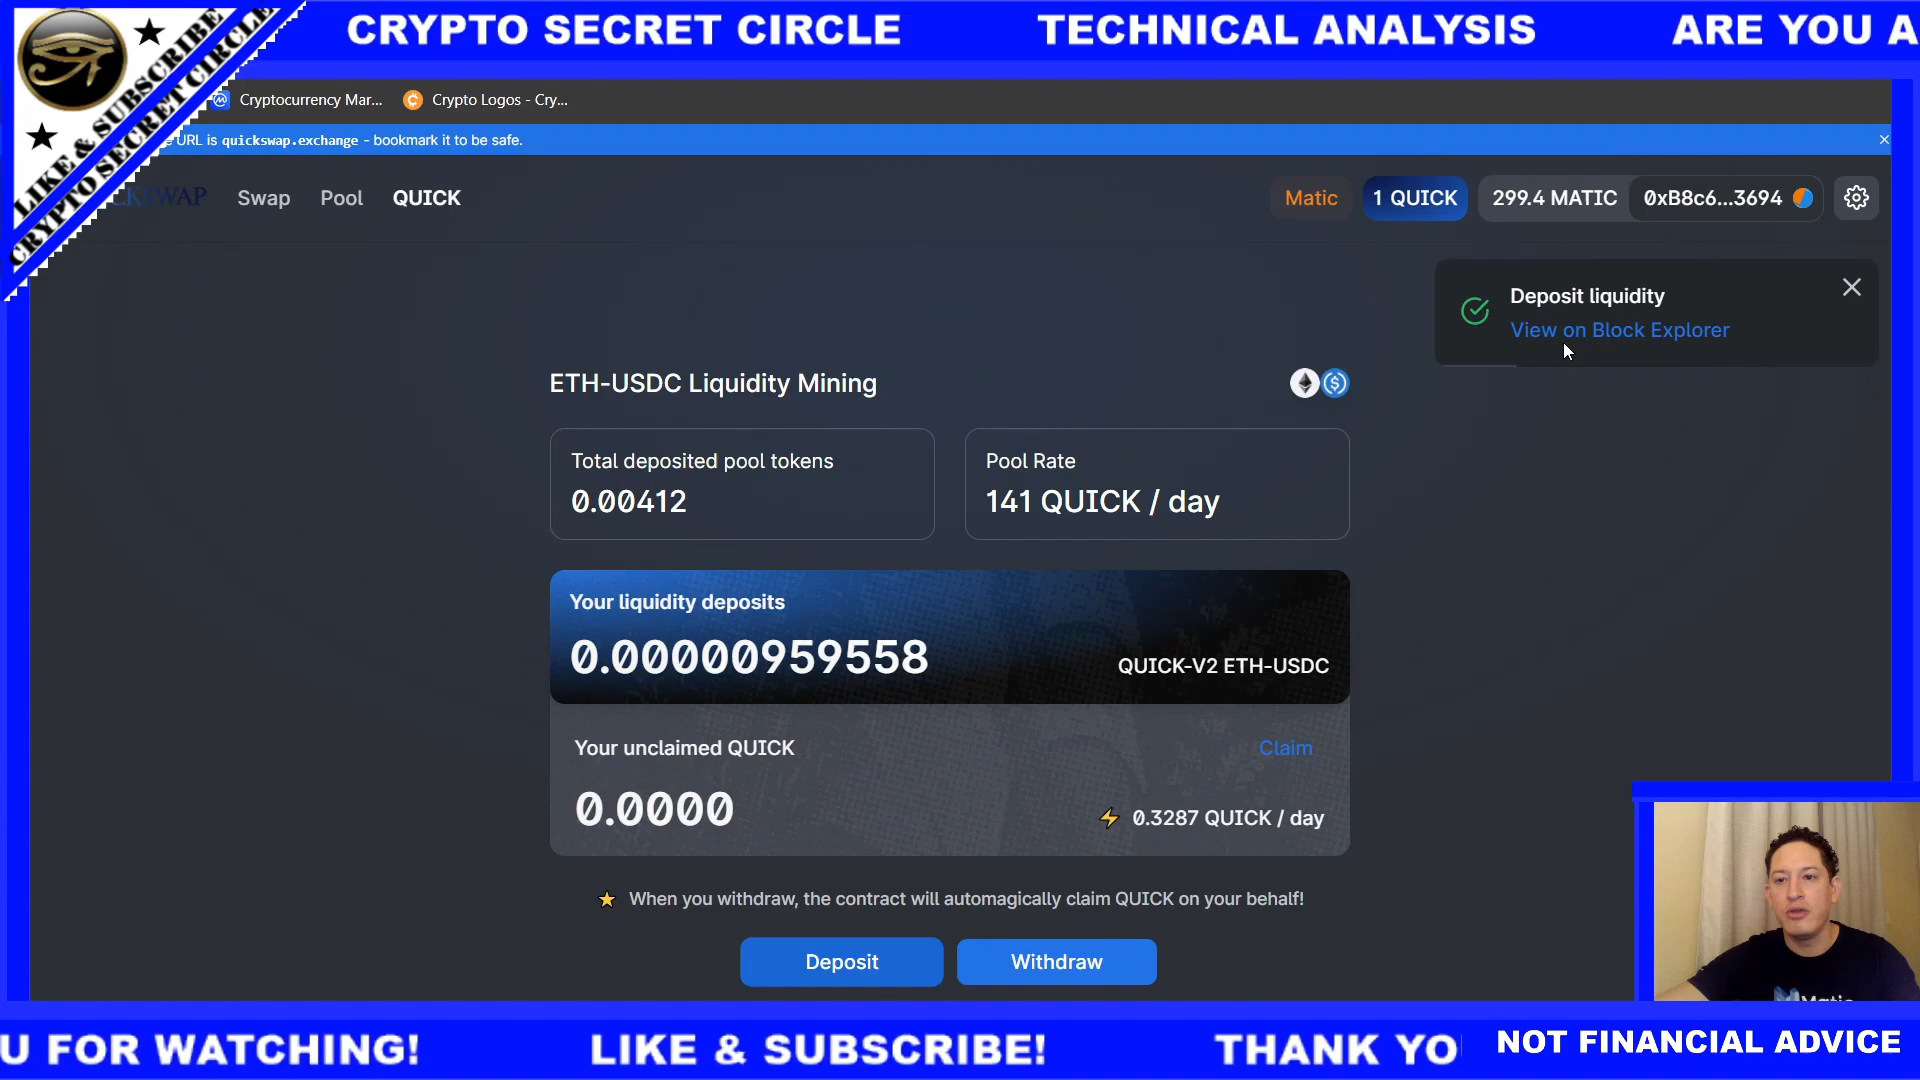 CRYPTO SECRET CIRCLE
TECHNICAL ANALYSIS
ARE YOU A
LIKE & SUBSCRIBE
CRYPTO SECRET CIRCLE
Cryptocurrency Mar...
Crypto Logos - Cry...
URL is quickswap.exchange - bookmark it to be safe.
Swap
Pool
QUICK
Matic
1 QUICK
299.4 MATIC
0xB8c6...3694
Deposit liquidity
View on Block Explorer
ETH-USDC Liquidity Mining
Total deposited pool tokens
0.00412
Pool Rate
141 QUICK / day
Your liquidity deposits
0.00000959558
QUICK-V2 ETH-USDC
Your unclaimed QUICK
Claim
0.0000
0.3287 QUICK / day
When you withdraw, the contract will automagically claim QUICK on your behalf!
Deposit
Withdraw
Matic
U FOR WATCHING!
LIKE & SUBSCRIBE!
THANK YO
NOT FINANCIAL ADVICE